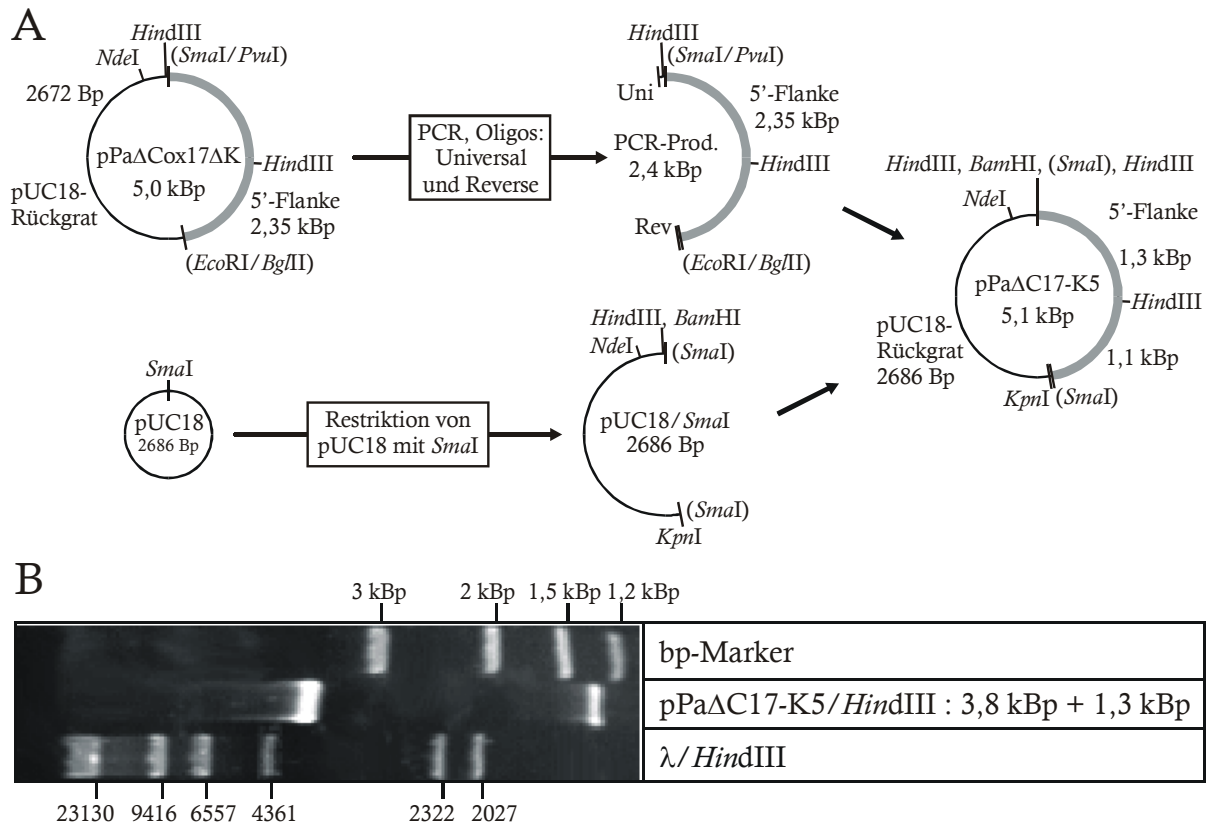 A
HindIII
NdeI
(SmaI/PvuI)
2672 Bp
pPaΔCox17ΔK
5,0 kBp
HindIII
pUC18-
Rückgrat
5'-Flanke
2,35 kBp
(EcoRI/BglII)
PCR, Oligos:
Universal
und Reverse
HindIII
(SmaI/PvuI)
Uni
5'-Flanke
2,35 kBp
PCR-Prod.
2,4 kBp
HindIII
Rev
(EcoRI/BglII)
SmaI
pUC18
2686 Bp
Restriktion von
pUC18 mit SmaI
HindIII, BamHI
NdeI
(SmaI)
pUC18/SmaI
2686 Bp
(SmaI)
KpnI
HindIII, BamHI, (SmaI), HindIII
NdeI
5'-Flanke
1,3 kBp
pPaΔC17-K5
5,1 kBp
HindIII
pUC18-
Rückgrat
2686 Bp
1,1 kBp
KpnI (SmaI)
B
3 kBp 2 kBp 1,5 kBp 1,2 kBp
bp-Marker
pPaΔC17-K5/HindIII : 3,8 kBp + 1,3 kBp
λ/HindIII
23130 9416 6557 4361 2322 2027